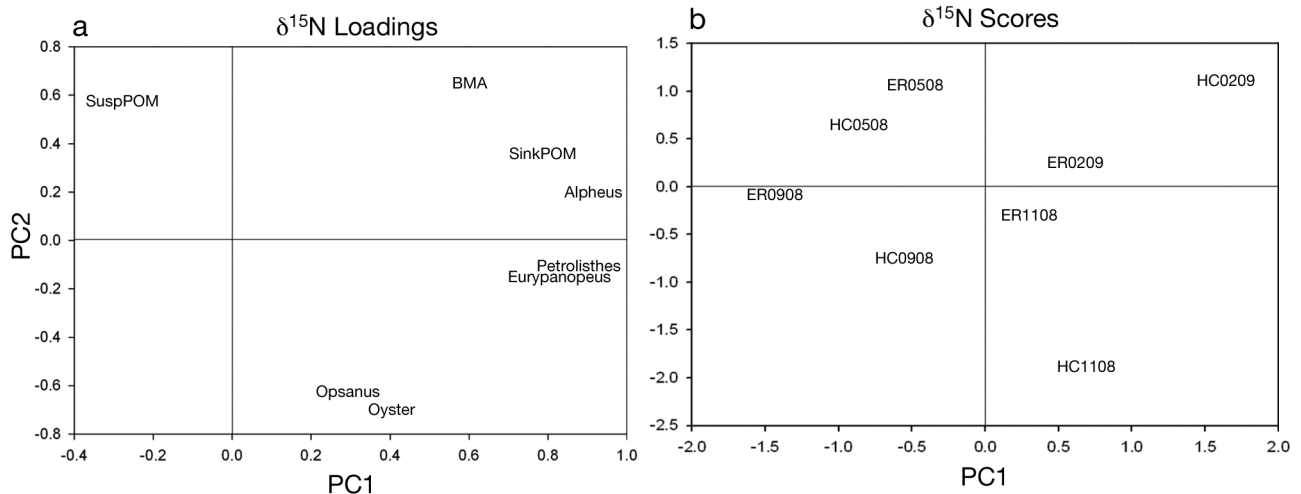 a
δ¹⁵N Loadings
0.8
0.6
0.4
0.2
0.0
-0.2
-0.4
-0.6
-0.8
PC2
SuspPOM
BMA
SinkPOM
Alpheus
Petrolisthes
Eurypanopeus
Opsanus
Oyster
-0.4 -0.2 0.0 0.2 0.4 0.6 0.8 1.0
PC1
b
δ¹⁵N Scores
1.5
1.0
0.5
0.0
-0.5
-1.0
-1.5
-2.0
-2.5
HC0209
ER0508
HC0508
ER0209
ER0908
ER1108
HC0908
HC1108
-2.0 -1.5 -1.0 -0.5 0.0 0.5 1.0 1.5 2.0
PC1